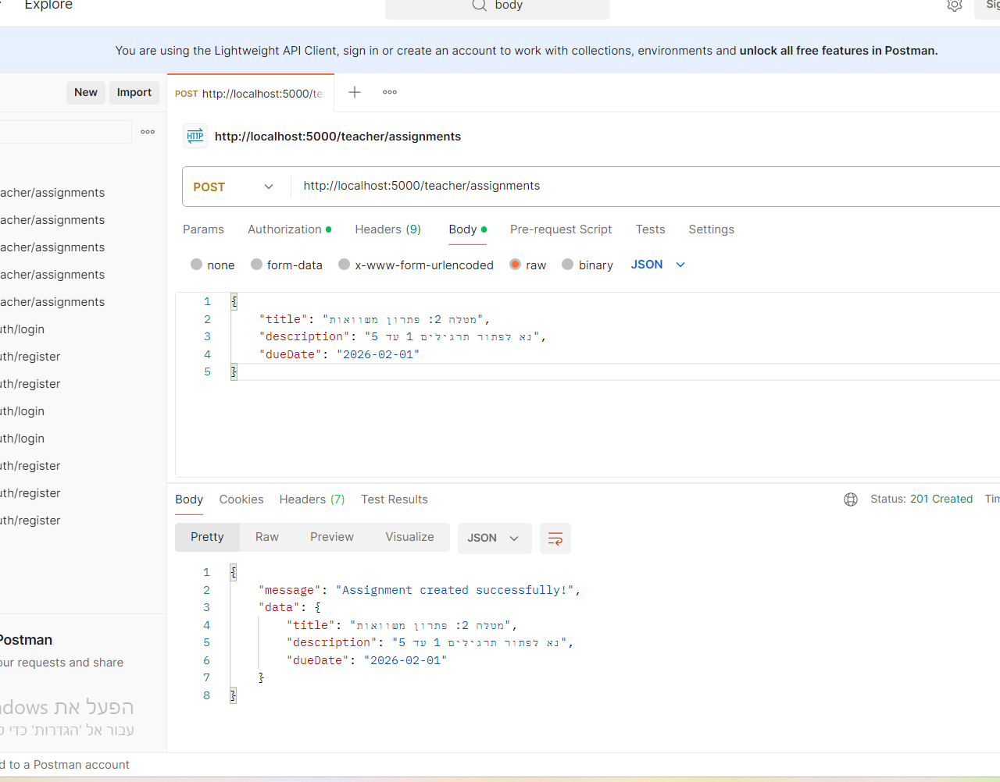 Explore
body
You are using the Lightweight API Client, sign in or create an account to work with collections, environments and unlock all free features in Postman.
New Import
POST http://localhost:5000/te
HTTP http://localhost:5000/teacher/assignments
POST http://localhost:5000/teacher/assignments
Params Authorization Headers (9) Body Pre-request Script Tests Settings
none form-data x-www-form-urlencoded raw binary JSON
1 {
2 "title": "מטלה 2: פתרון משוואות",
3 "description": "נא לפתור תרגילים 1 עד 5",
4 "dueDate": "2026-02-01"
5 }
acher/assignments
acher/assignments
acher/assignments
acher/assignments
acher/assignments
uth/login
uth/register
uth/register
uth/login
uth/login
uth/register
uth/register
uth/register
Body Cookies Headers (7) Test Results Status: 201 Created
Pretty Raw Preview Visualize JSON
1 {
2 "message": "Assignment created successfully!",
3 "data": {
4 "title": "מטלה 2: פתרון משוואות",
5 "description": "נא לפתור תרגילים 1 עד 5",
6 "dueDate": "2026-02-01"
7 }
8 }
Postman
our requests and share
הפעל את ndows
עבור אל 'הגדרות' כדי
d to a Postman account